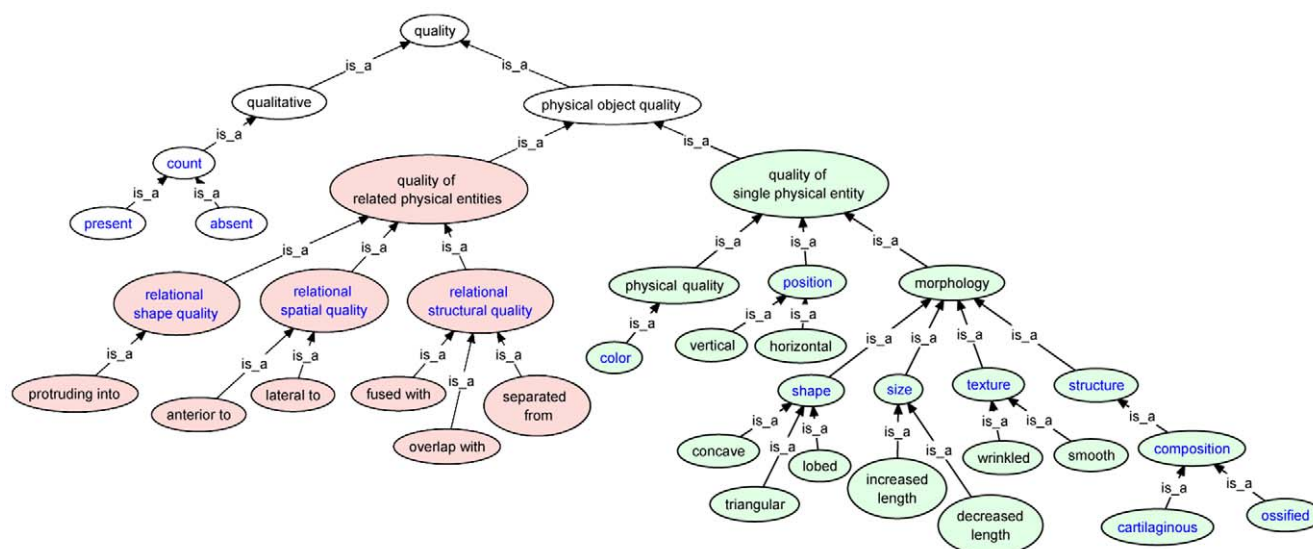 quality
is_a
is_a
qualitative
physical object quality
is_a
is_a
is_a
count
quality of
related physical entities
quality of
single physical entity
is_a
is_a
present
absent
is_a
is_a
is_a
is_a
is_a
is_a
relational
shape quality
relational
spatial quality
relational
structural quality
physical quality
position
morphology
is_a
is_a
is_a
is_a
is_a
is_a
is_a
is_a
is_a
vertical
horizontal
is_a
is_a
is_a
is_a
color
protruding into
anterior to
lateral to
fused with
separated
from
overlap with
shape
size
texture
structure
is_a
is_a
is_a
is_a
is_a
is_a
is_a
is_a
concave
lobed
wrinkled
smooth
composition
triangular
increased
length
decreased
length
is_a
is_a
cartilaginous
ossified